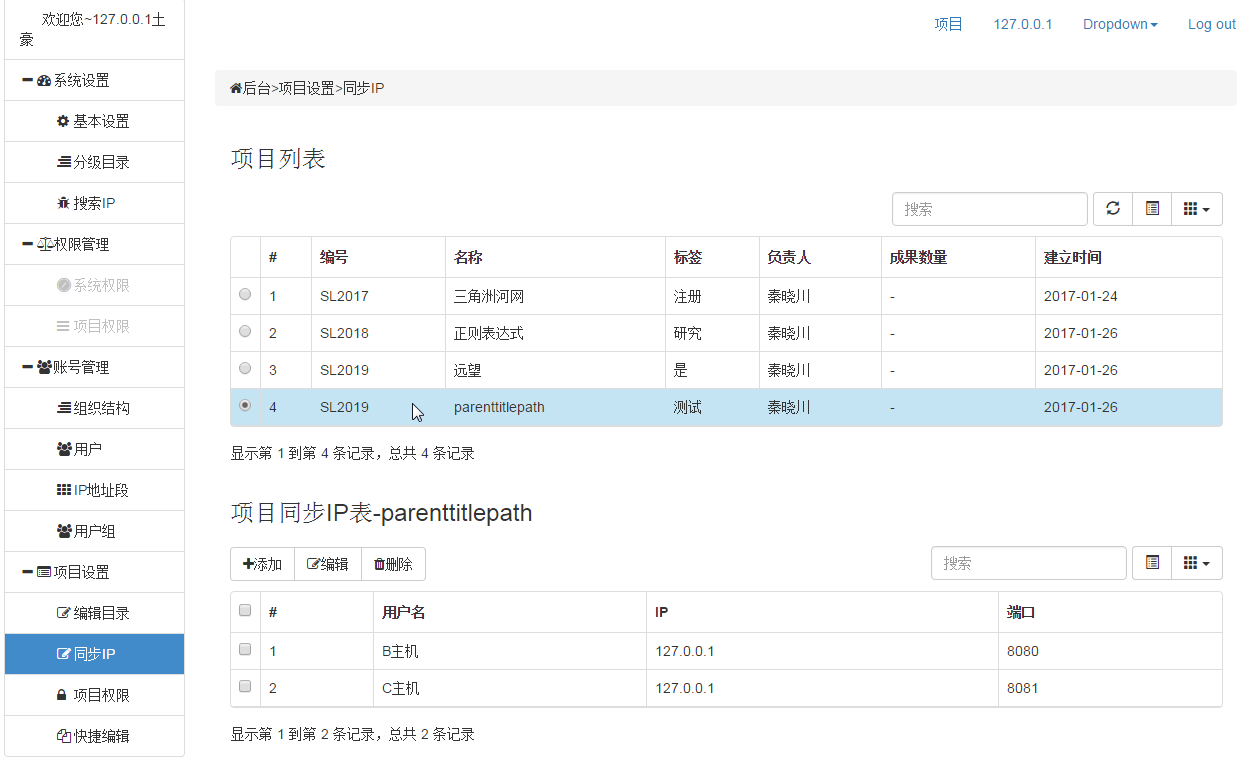 欢迎您~127.0.0.1土
豪
系统设置
基本设置
分级目录
搜索IP
权限管理
系统权限
项目权限
账号管理
组织结构
用户
IP地址段
用户组
项目设置
编辑目录
同步IP
项目权限
快捷编辑
项目 127.0.0.1 Dropdown Log out
后台>项目设置>同步IP
项目列表
搜索
# 编号 名称 标签 负责人 成果数量 建立时间
1 SL2017 三角洲河网 注册 秦晓川 - 2017-01-24
2 SL2018 正则表达式 研究 秦晓川 - 2017-01-26
3 SL2019 远望 是 秦晓川 - 2017-01-26
4 SL2019 parenttitlepath 测试 秦晓川 - 2017-01-26
显示第 1 到第 4 条记录，总共 4 条记录
项目同步IP表-parenttitlepath
添加 编辑 删除 搜索
# 用户名 IP 端口
1 B主机 127.0.0.1 8080
2 C主机 127.0.0.1 8081
显示第 1 到第 2 条记录，总共 2 条记录